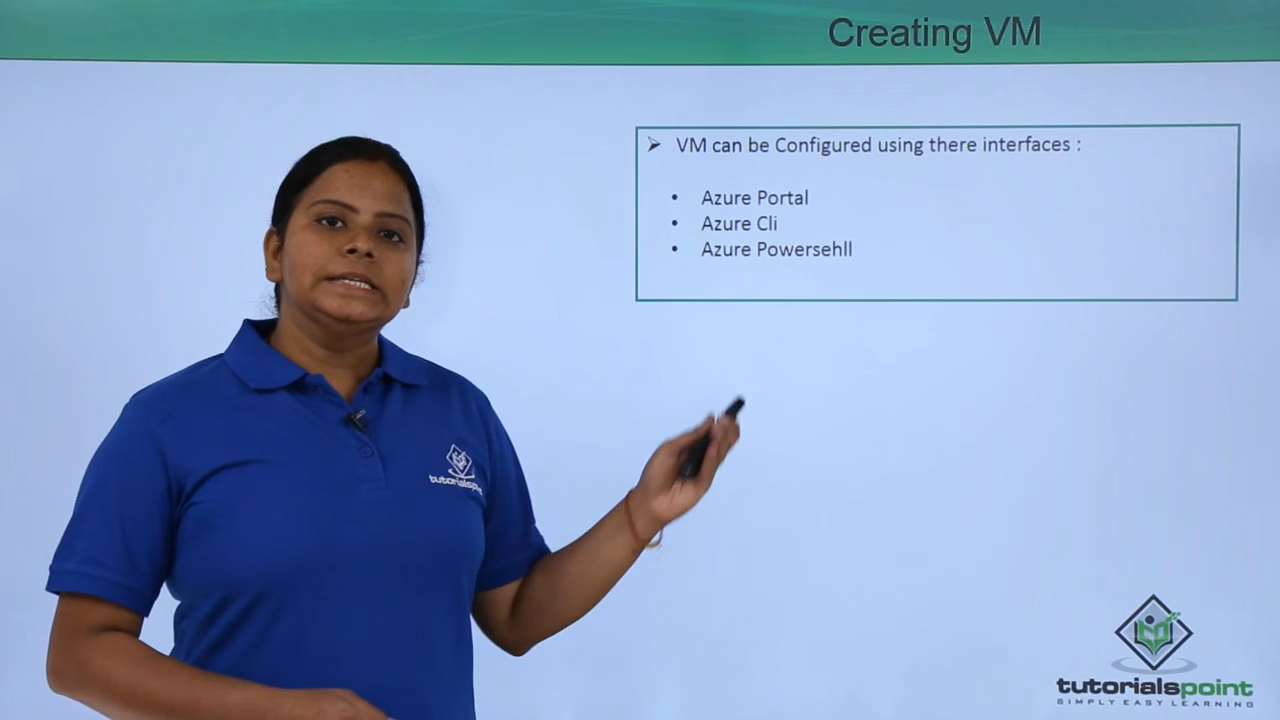 Creating VM
➢ VM can be Configured using there interfaces :
• Azure Portal
• Azure Cli
• Azure Powersehll
tutorialspoint
tutorialspoint
SIMPLY EASY LEARNING